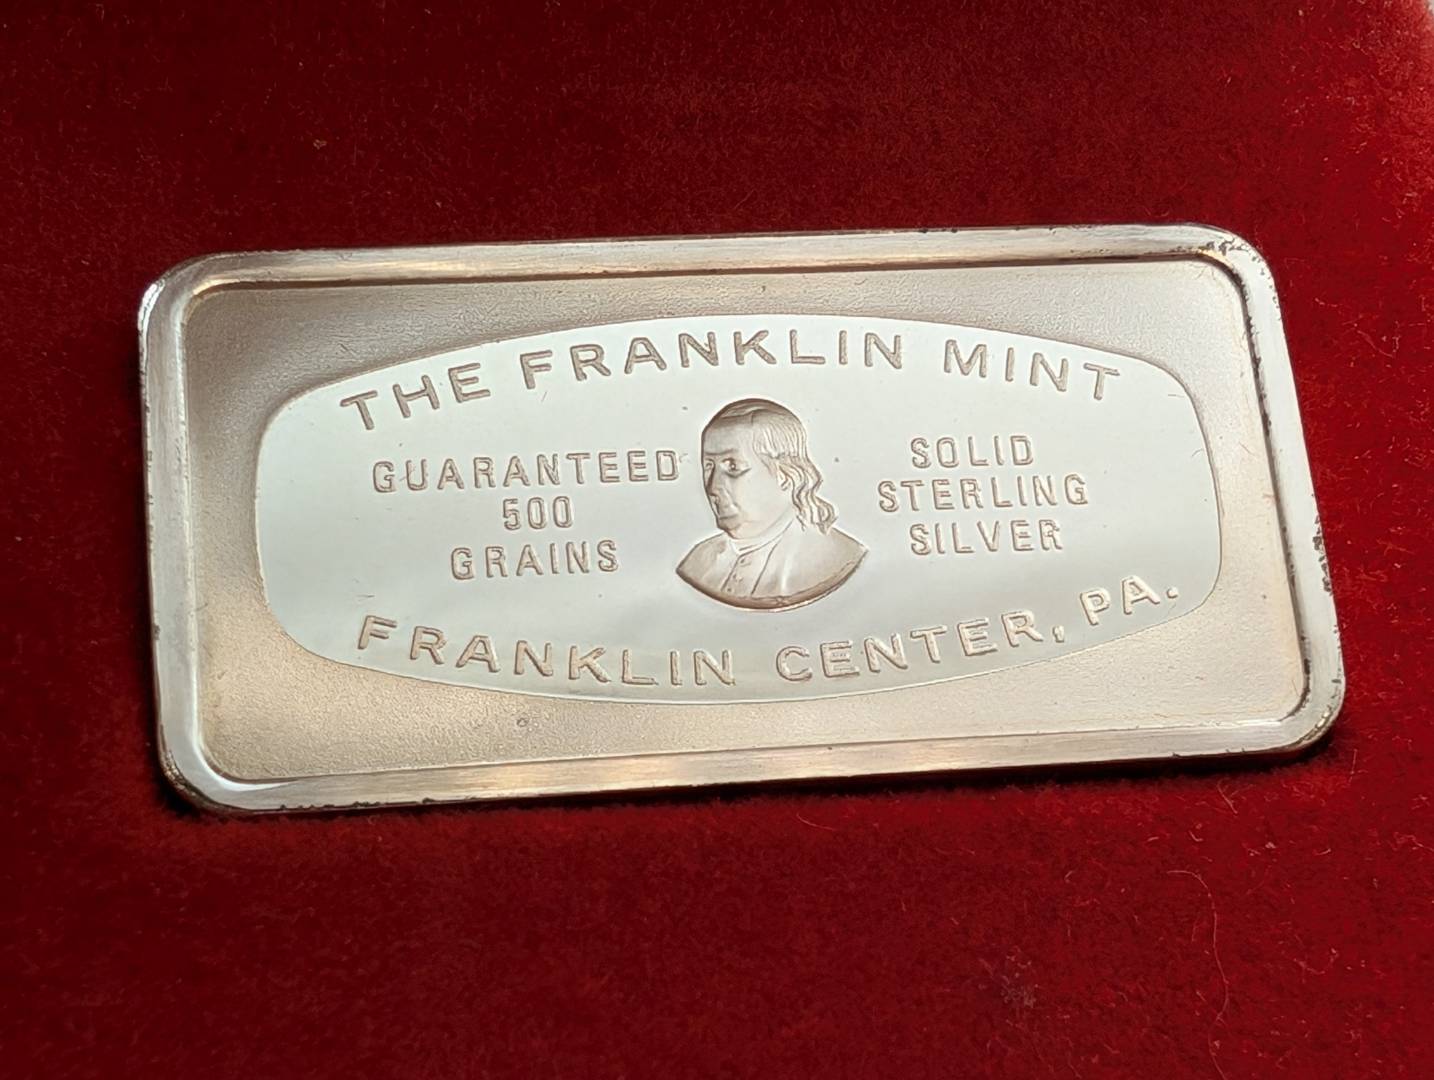 THE FRANKLIN MINT
GUARANTEED
500
GRAINS
SOLID
STERLING
SILVER
FRANKLIN CENTER, PA.